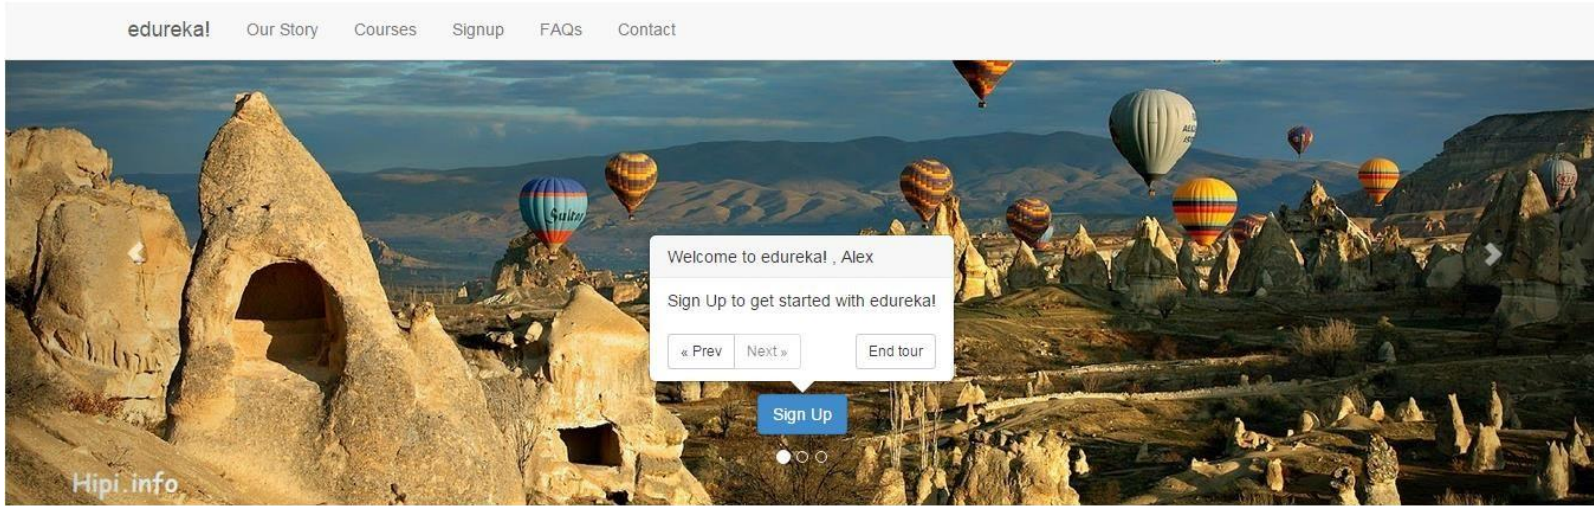 edureka! Our Story Courses Signup FAQs Contact
Sultan
Welcome to edureka! , Alex
Sign Up to get started with edureka!
« Prev Next » End tour
Sign Up
Hipi.info